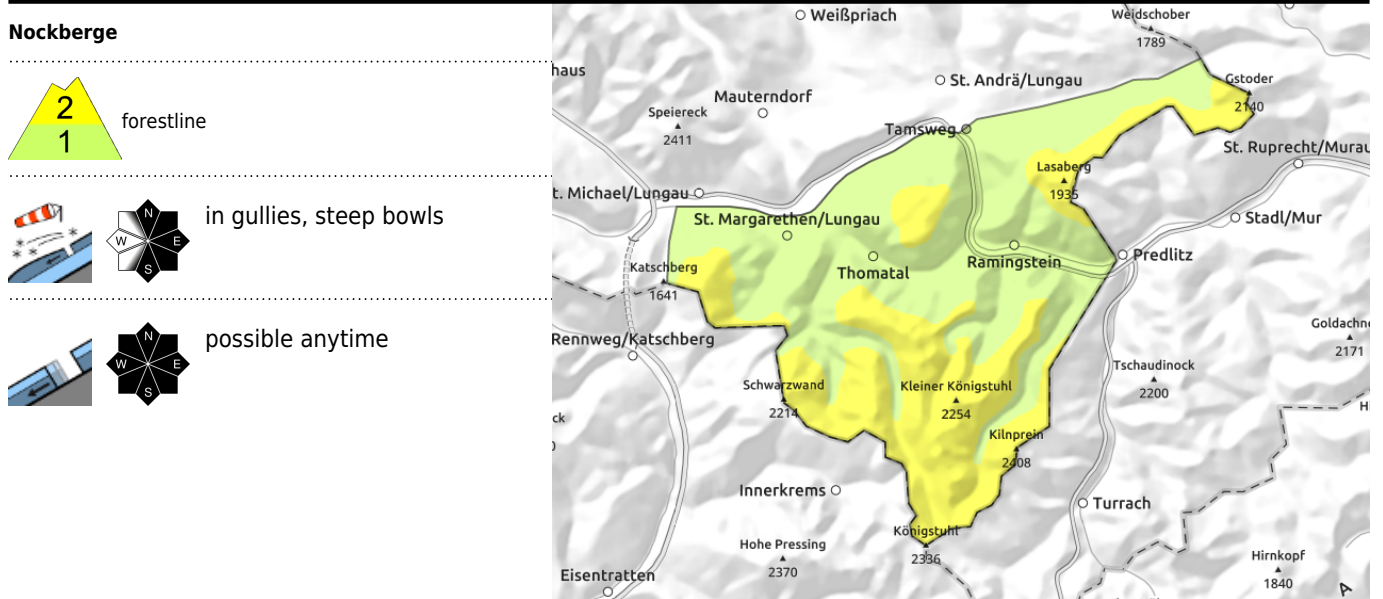 Nockberge
2
1
forestline
N
W
E
S
in gullies, steep bowls
N
W
E
S
possible anytime
Weißpriach
Weidschober
1789
haus
St. Andrä/Lungau
Gstoder
2140
Mauterndorf
Speiereck
2411
Tamsweg
St. Ruprecht/Murau
Lasaberg
1935
t. Michael/Lungau
St. Margarethen/Lungau
Stadl/Mur
Predlitz
Ramingstein
Thomatal
Katschberg
1641
Goldachn
2171
Rennweg/Katschberg
Tschaudinock
2200
Schwarzwand
2214
Kleiner Königstuhl
2254
ck
Kilnprein
2408
Innerkrems
Turrach
Königstuhl
2336
Hohe Pressing
2370
Hirnkopf
1840
Eisentratten
A